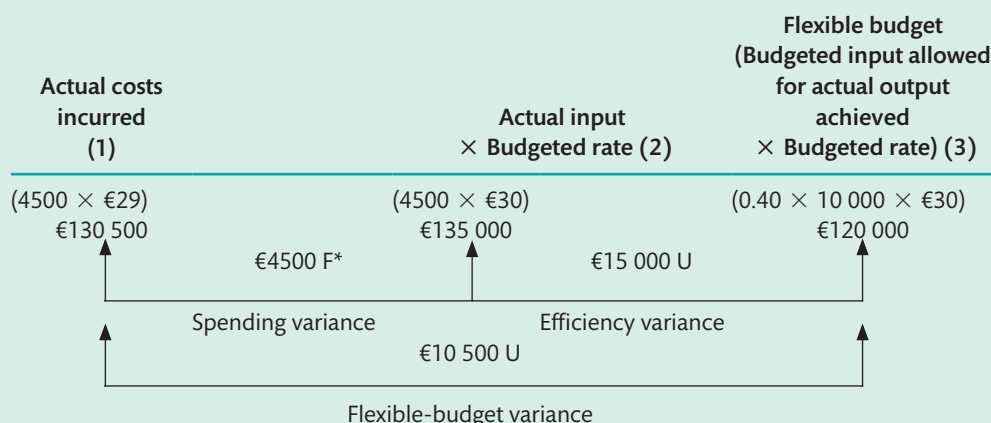 Actual costs
incurred
(1)
Actual input
× Budgeted rate (2)
Flexible budget
(Budgeted input allowed
for actual output
achieved
× Budgeted rate) (3)
(4500 × €29)
€130 500
(4500 × €30)
€135 000
(0.40 × 10 000 × €30)
€120 000
€4500 F*
€15 000 U
Spending variance
Efficiency variance
€10 500 U
Flexible-budget variance